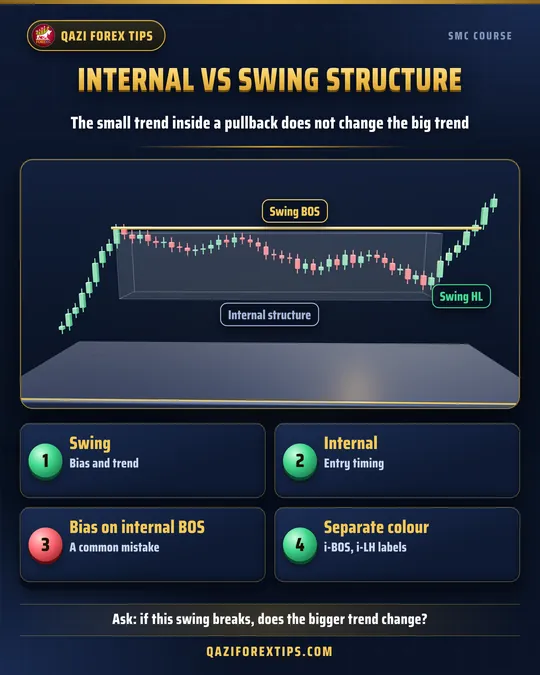 QAZI FOREX TIPS
SMC COURSE
INTERNAL VS SWING STRUCTURE
The small trend inside a pullback does not change the big trend
Swing BOS
Swing HL
Internal structure
1
Swing
Bias and trend
2
Internal
Entry timing
3
Bias on internal BOS
A common mistake
4
Separate colour
i-BOS, i-LH labels
Ask: if this swing breaks, does the bigger trend change?
QAZIFOREXTIPS.COM